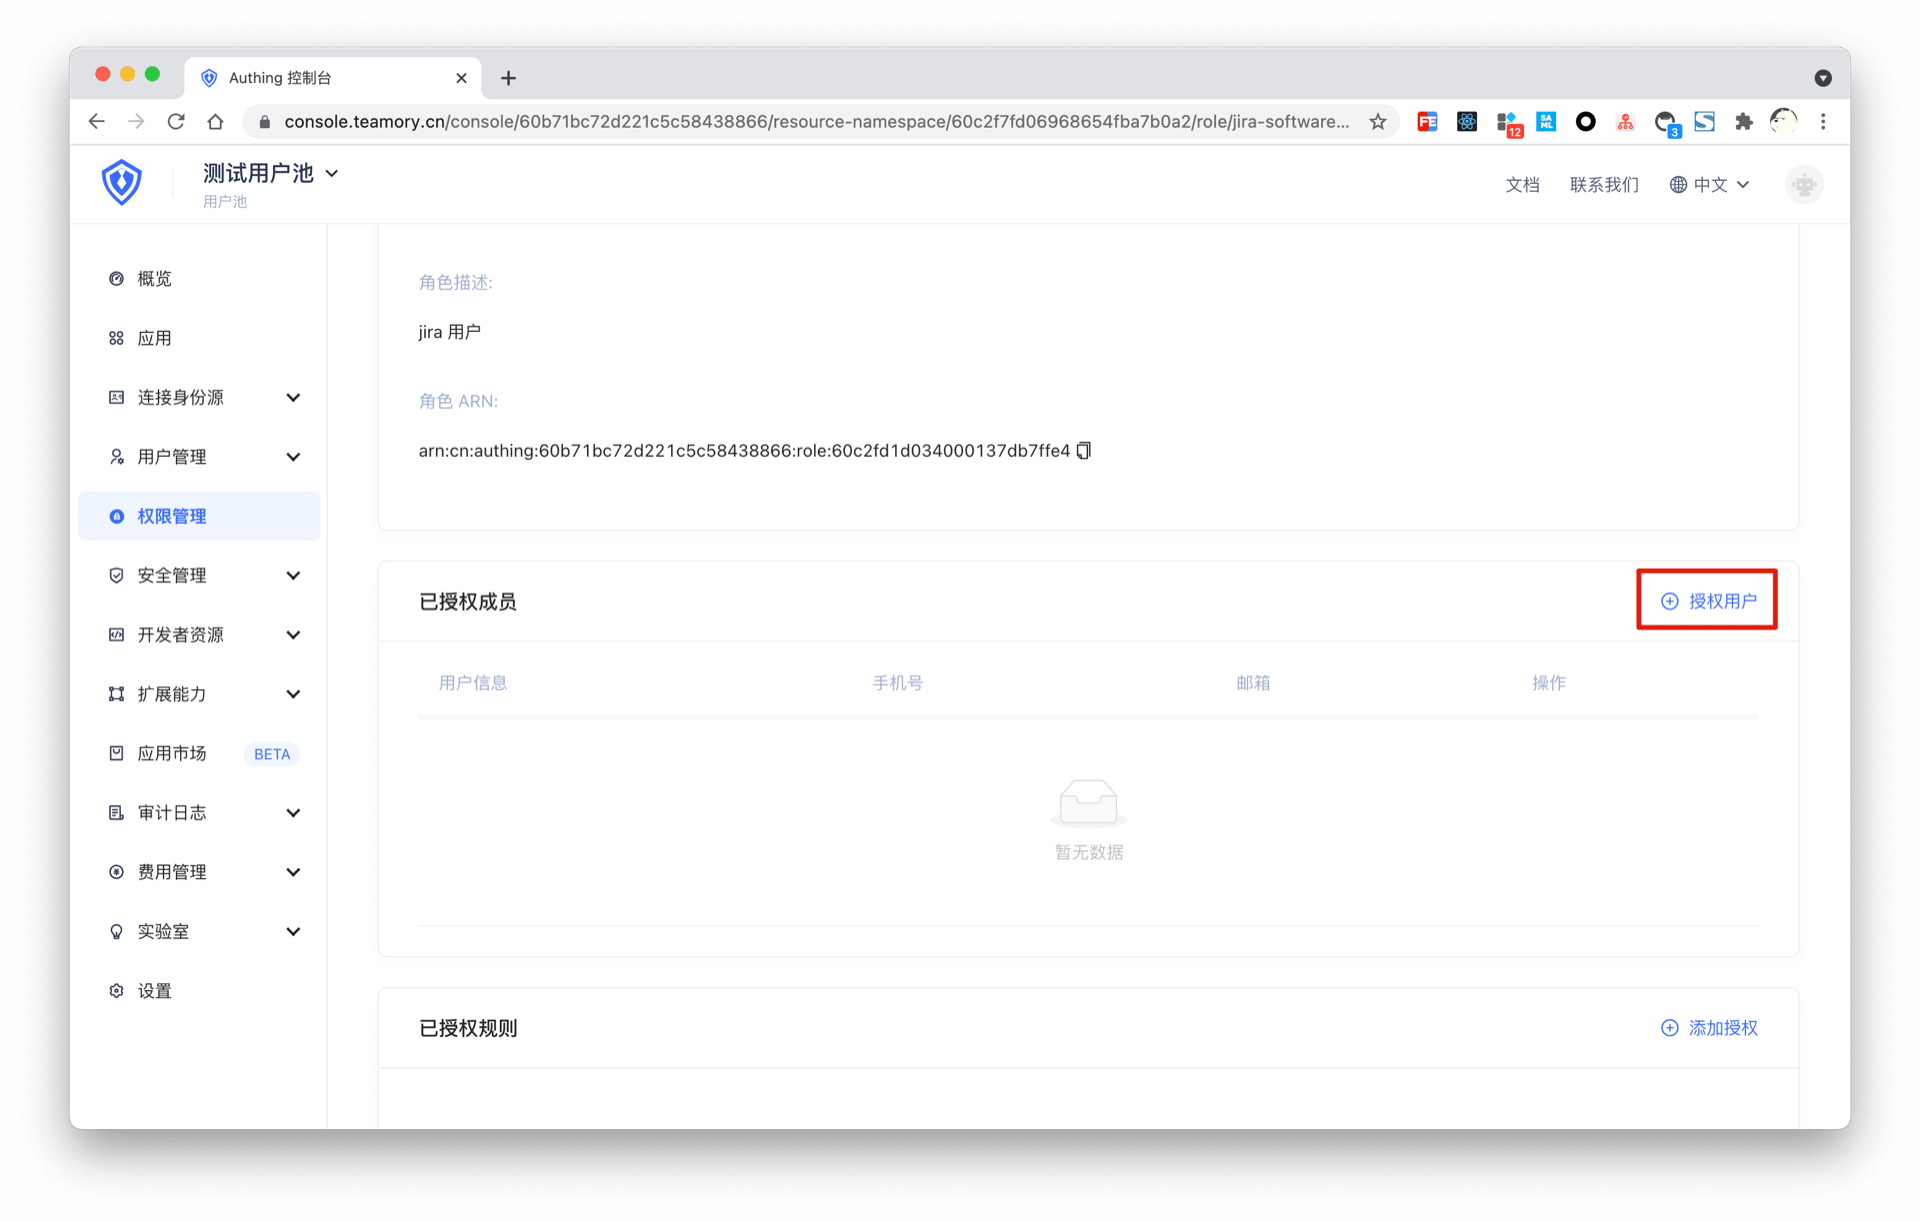 Authing 控制台
console.teamory.cn/console/60b71bc72d221c5c58438866/resource-namespace/60c2f7fd06968654fba7b0a2/role/jira-software...
FE
12
SA
ML
3
测试用户池
用户池
文档
联系我们
中文
概览
应用
连接身份源
用户管理
权限管理
安全管理
开发者资源
扩展能力
应用市场 BETA
审计日志
费用管理
实验室
设置
角色描述:
jira 用户
角色 ARN:
arn:cn:authing:60b71bc72d221c5c58438866:role:60c2fd1d034000137db7ffe4
已授权成员
授权用户
用户信息 手机号 邮箱 操作
暂无数据
已授权规则
添加授权